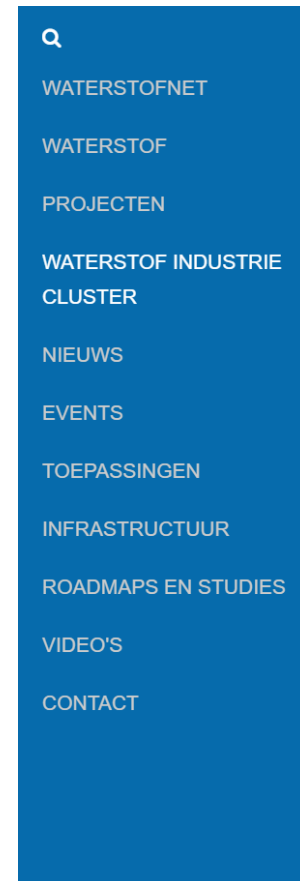 WATERSTOFNET
WATERSTOF
PROJECTEN
WATERSTOF INDUSTRIE
CLUSTER
NIEUWS
EVENTS
TOEPASSINGEN
INFRASTRUCTUUR
ROADMAPS EN STUDIES
VIDEO'S
CONTACT